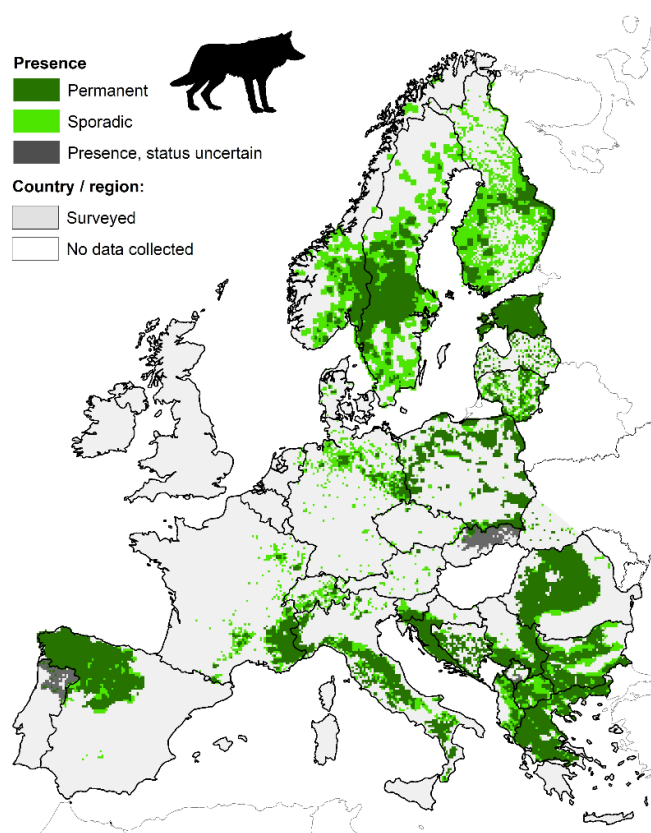 Presence
Permanent
Sporadic
Presence, status uncertain
Country / region:
Surveyed
No data collected